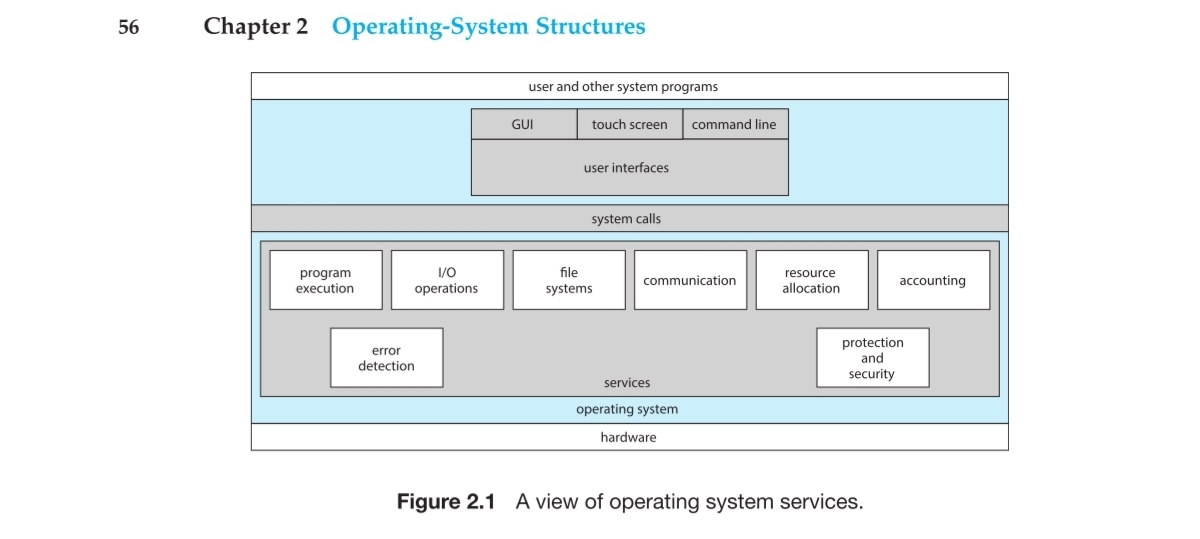 56 Chapter 2 Operating-System Structures
user and other system programs
GUI touch screen command line
user interfaces
system calls
program
execution
I/O
operations
file
systems
communication
resource
allocation
accounting
error
detection
protection
and
security
services
operating system
hardware
Figure 2.1 A view of operating system services.